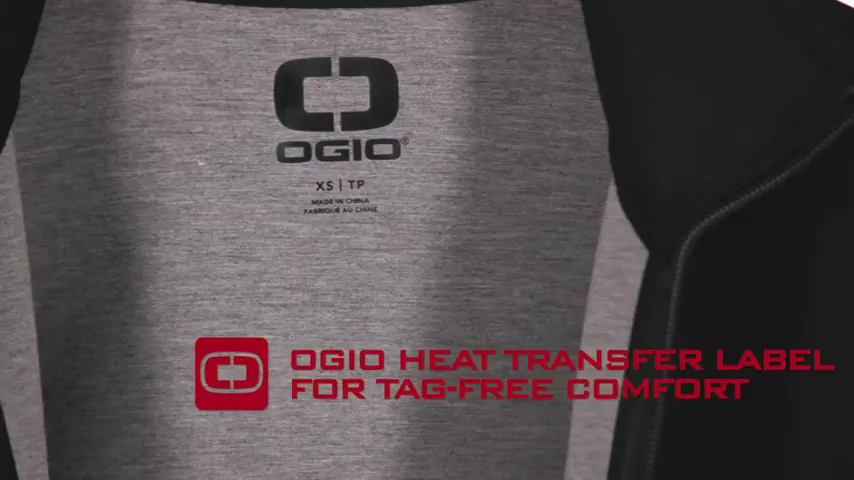 OGIO®
XS | TP
MADE IN CHINA
FABRIQUÉ AU CHINE
OGIO HEAT TRANSFER LABEL
FOR TAG-FREE COMFORT